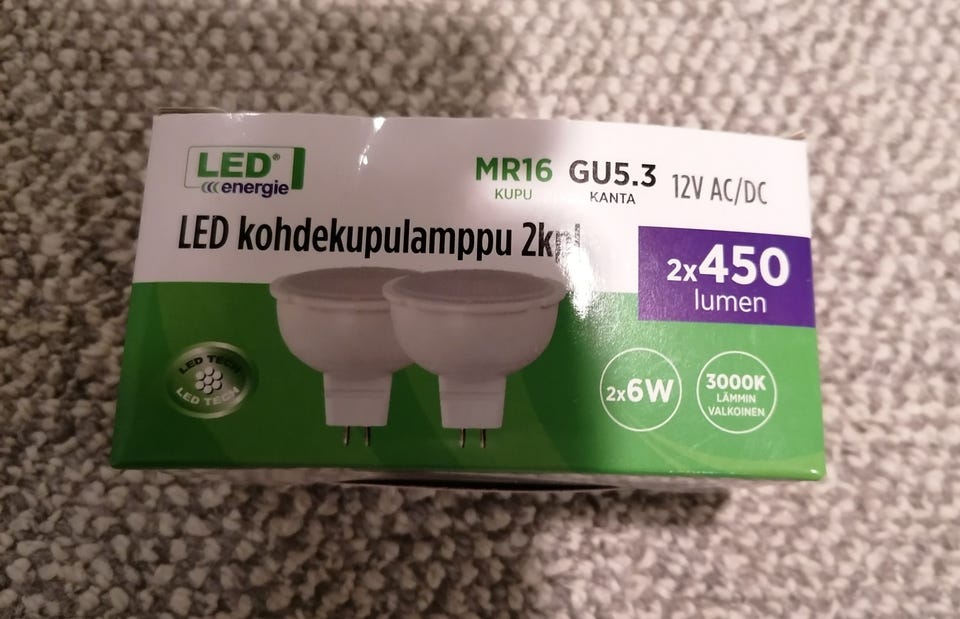 LED®
energie
MR16
KUPU
GU5.3
KANTA
12V AC/DC
LED kohdekupulamppu 2kpl
2x450
lumen
LED TECH
LED TECH
2x6W
3000K
LÄMMIN
VALKOINEN